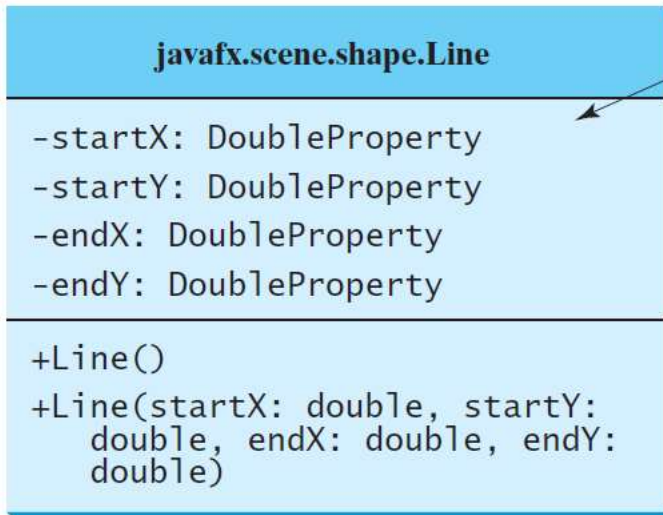 javafx.scene.shape.Line
-startX: DoubleProperty
-startY: DoubleProperty
-endX: DoubleProperty
-endY: DoubleProperty
+Line()
+Line(startX: double, startY:
double, endX: double, endY:
double)